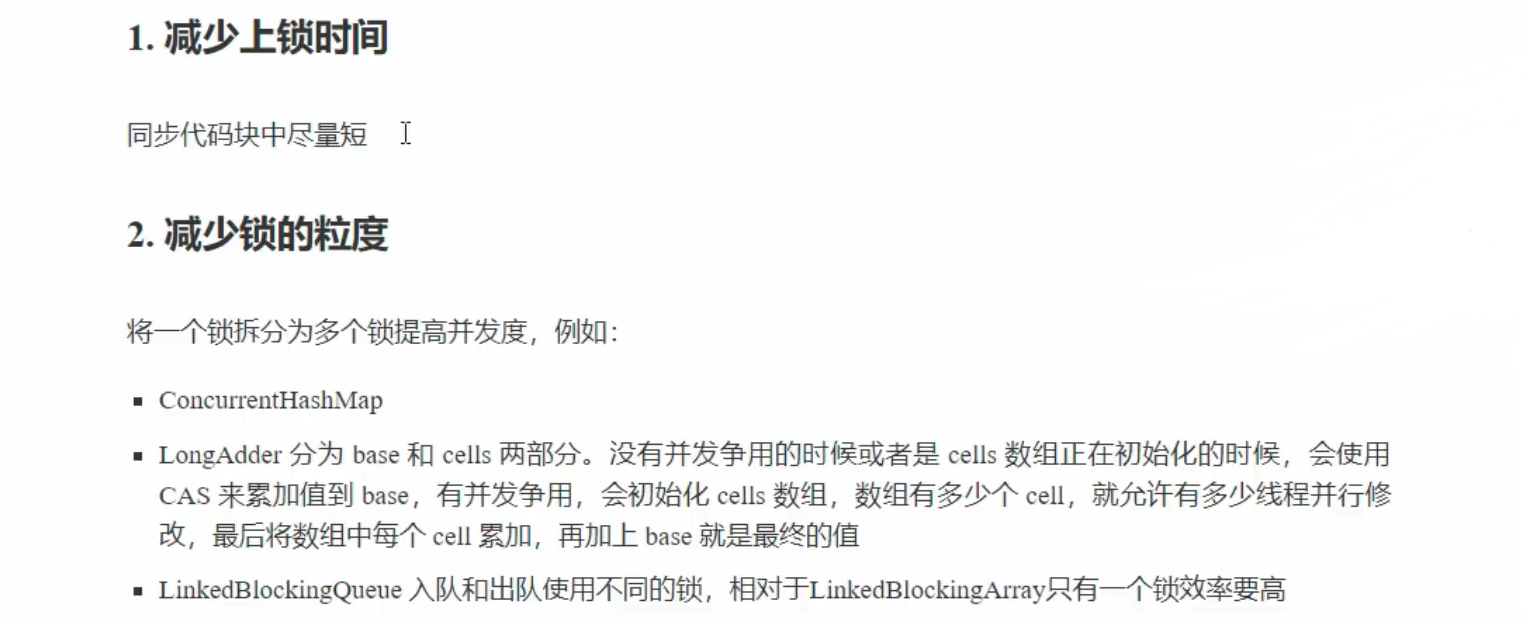 1. 减少上锁时间
同步代码块中尽量短
2. 减少锁的粒度
将一个锁拆分为多个锁提高并发度，例如：
▪ ConcurrentHashMap
▪ LongAdder 分为 base 和 cells 两部分。没有并发争用的时候或者是 cells 数组正在初始化的时候，会使用
CAS 来累加值到 base，有并发争用，会初始化 cells 数组，数组有多少个 cell，就允许有多少线程并行修
改，最后将数组中每个 cell 累加，再加上 base 就是最终的值
▪ LinkedBlockingQueue 入队和出队使用不同的锁，相对于LinkedBlockingArray只有一个锁效率要高